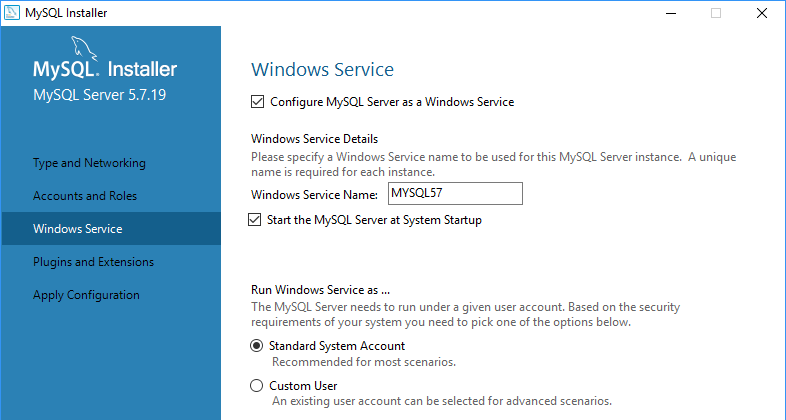 MySQL Installer
MySQL. Installer
MySQL Server 5.7.19
Type and Networking
Accounts and Roles
Windows Service
Plugins and Extensions
Apply Configuration
Windows Service
Configure MySQL Server as a Windows Service
Windows Service Details
Please specify a Windows Service name to be used for this MySQL Server instance. A unique
name is required for each instance.
Windows Service Name: MYSQL57
Start the MySQL Server at System Startup
Run Windows Service as ...
The MySQL Server needs to run under a given user account. Based on the security
requirements of your system you need to pick one of the options below.
Standard System Account
Recommended for most scenarios.
Custom User
An existing user account can be selected for advanced scenarios.